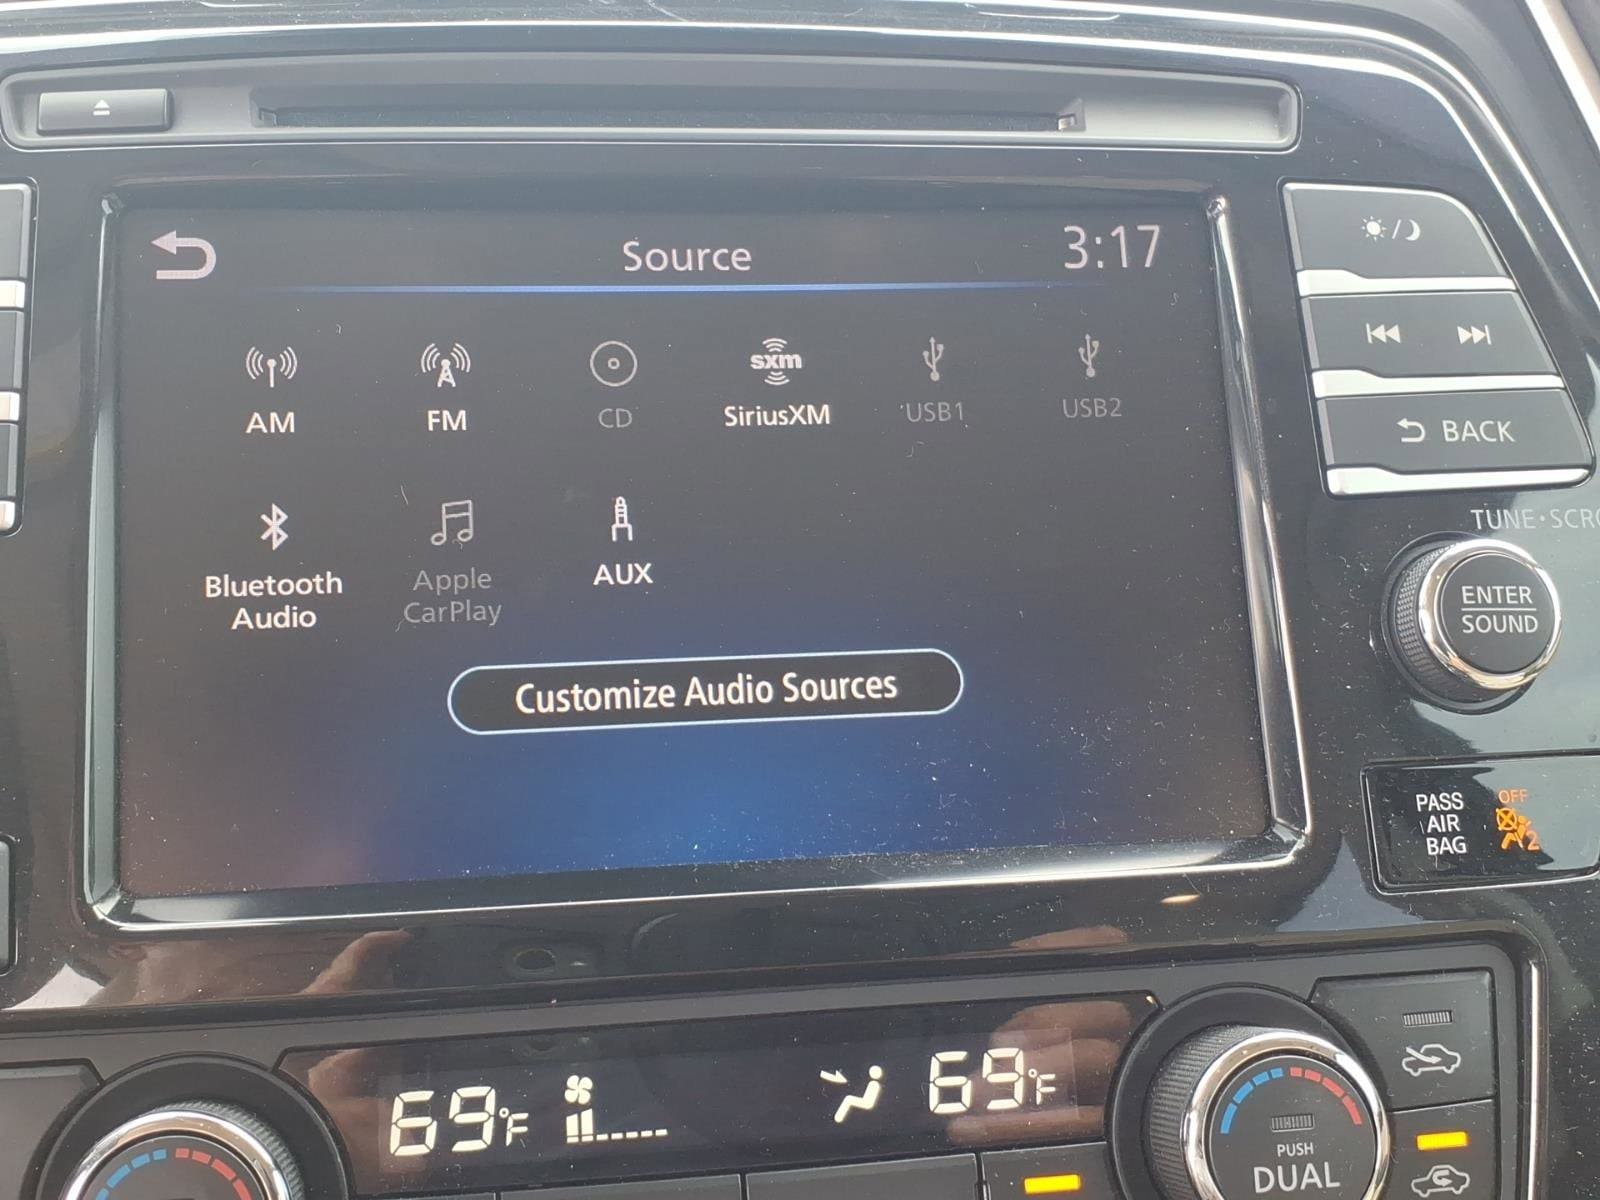 Source
3:17
AM
FM
sxm
CD
SiriusXM
USB1
USB2
Bluetooth
Audio
Apple
CarPlay
AUX
Customize Audio Sources
BACK
TUNE·SCRO
ENTER
SOUND
PASS
AIR
BAG
OFF
2
69°F
69°F
PUSH
DUAL